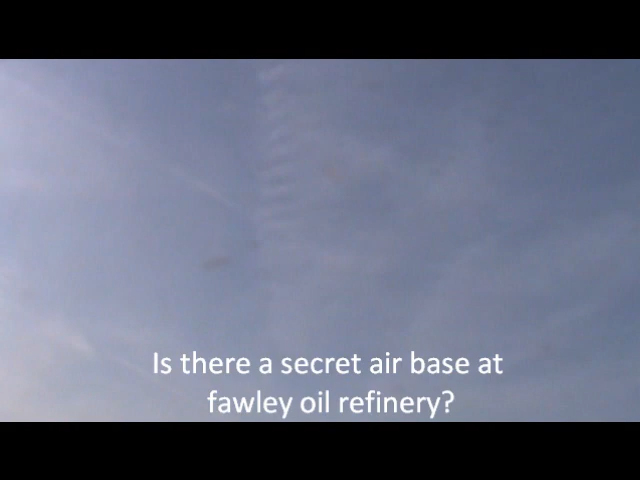 Is there a secret air base at
fawley oil refinery?